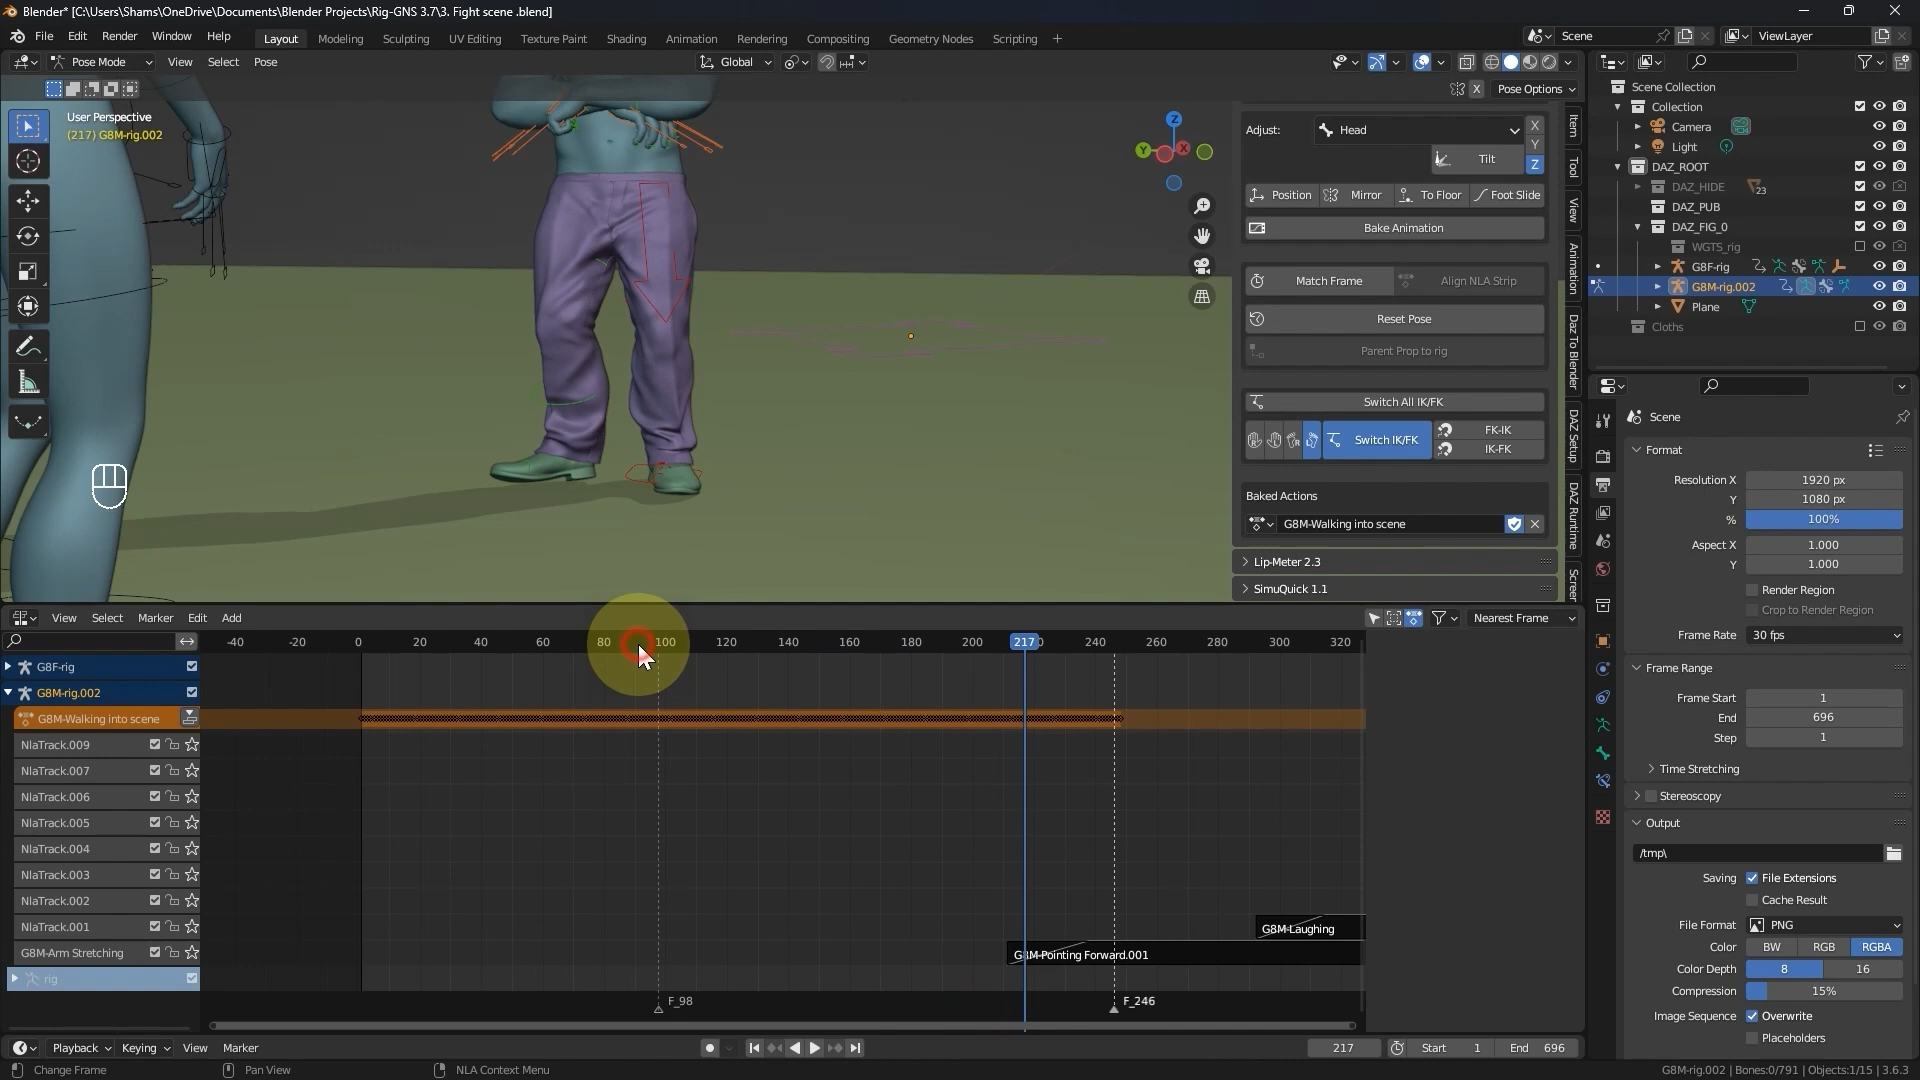 Blender* [C:\Users\Shams\OneDrive\Documents\Blender Projects\Rig-GNS 3.7\3. Fight scene .blend]
File Edit Render Window Help Layout Modeling Sculpting UV Editing Texture Paint Shading Animation Rendering Compositing Geometry Nodes Scripting + Scene ViewLayer
Pose Mode View Select Pose Global
X Pose Options
User Perspective
(217) G8M-rig.002
Z
Y
X
Adjust: Head X
Y
Tilt Z
Position Mirror To Floor Foot Slide
Bake Animation
Match Frame Align NLA Strip
Reset Pose
Parent Prop to rig
Switch All IK/FK
Switch IK/FK FK-IK
IK-FK
Baked Actions
G8M-Walking into scene
Lip-Meter 2.3
SimuQuick 1.1
Item
Tool
View
Animation
Daz To Blender
DAZ Setup
DAZ Runtime
Screen
Scene Collection
Collection
Camera
Light
DAZ_ROOT
DAZ_HIDE 23
DAZ_PUB
DAZ_FIG_0
WGTS_rig
G8F-rig
G8M-rig.002
Plane
Cloths
Scene
Format
Resolution X 1920 px
Y 1080 px
% 100%
Aspect X 1.000
Y 1.000
Render Region
Crop to Render Region
Frame Rate 30 fps
Frame Range
Frame Start 1
End 696
Step 1
Time Stretching
Stereoscopy
Output
/tmp\
Saving File Extensions
Cache Result
File Format PNG
Color BW RGB RGBA
Color Depth 8 16
Compression 15%
Image Sequence Overwrite
Placeholders
View Select Marker Edit Add Nearest Frame
-40 -20 0 20 40 60 80 100 120 140 160 180 200 217 240 260 280 300 320
G8F-rig
G8M-rig.002
G8M-Walking into scene
NlaTrack.009
NlaTrack.007
NlaTrack.006
NlaTrack.005
NlaTrack.004
NlaTrack.003
NlaTrack.002
NlaTrack.001 G8M-Laughing
G8M-Arm Stretching G8M-Pointing Forward.001
rig
F_98 F_246
Playback Keying View Marker 217 Start 1 End 696
Change Frame Pan View NLA Context Menu G8M-rig.002 | Bones:0/791 | Objects:1/15 | 3.6.3